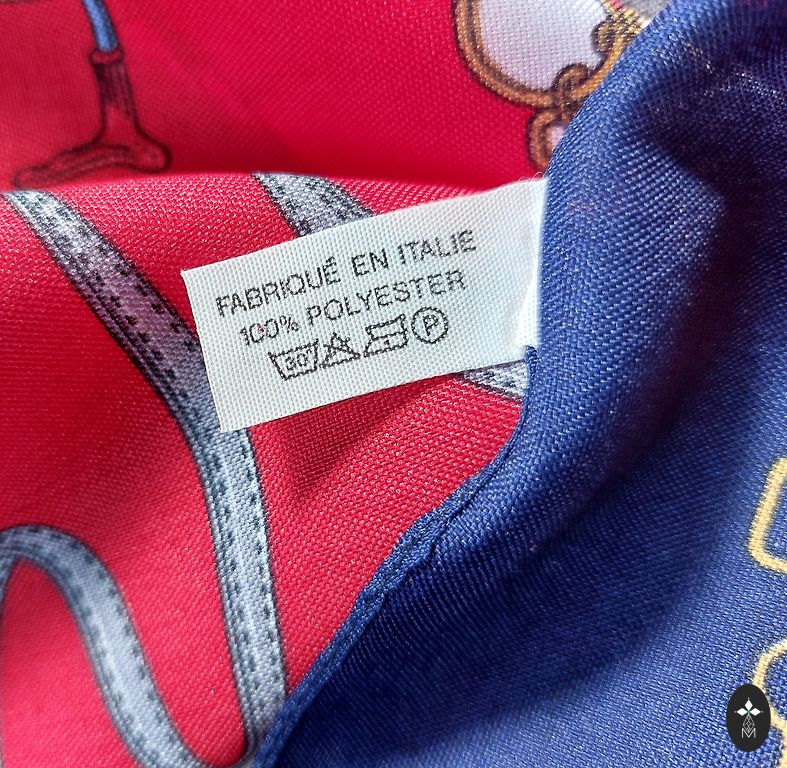 FABRIQUÉ EN ITALIE
100% POLYESTER
30° P
M